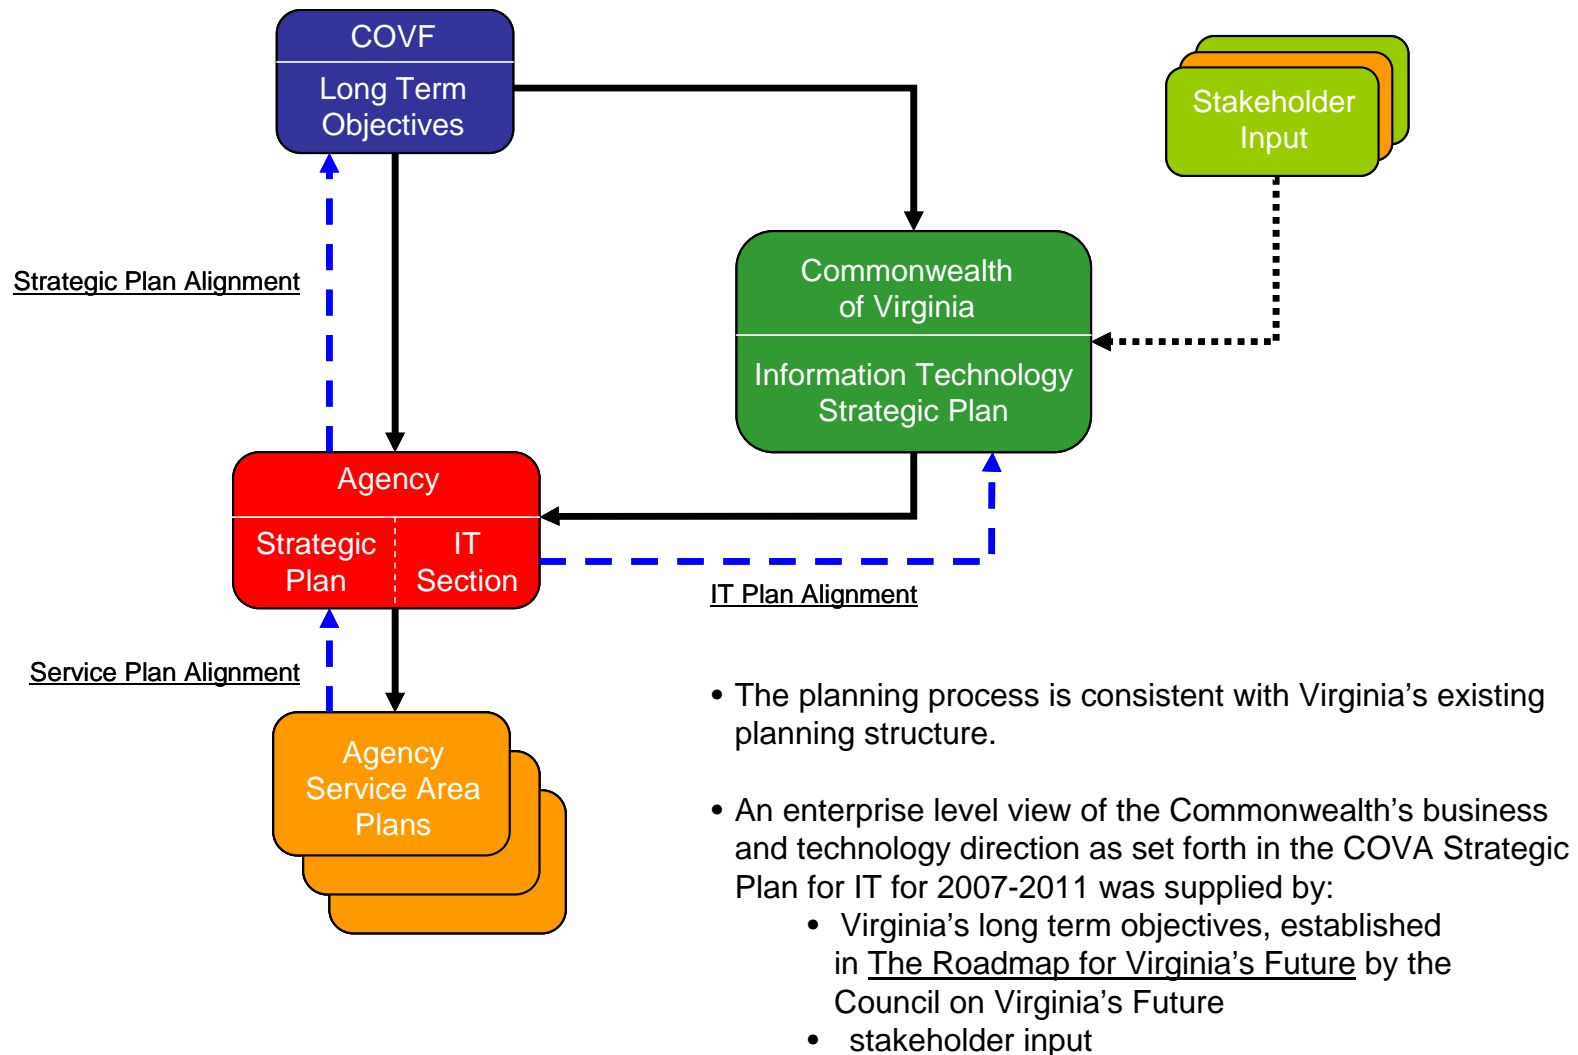 COVF
Long Term
Objectives
Stakeholder
Input
Strategic Plan Alignment
Commonwealth
of Virginia
Information Technology
Strategic Plan
Agency
Strategic
Plan
IT
Section
IT Plan Alignment
Service Plan Alignment
Agency
Service Area
Plans
• The planning process is consistent with Virginia’s existing
planning structure.
• An enterprise level view of the Commonwealth’s business
and technology direction as set forth in the COVA Strategic
Plan for IT for 2007-2011 was supplied by:
• Virginia’s long term objectives, established
in The Roadmap for Virginia’s Future by the
Council on Virginia’s Future
• stakeholder input